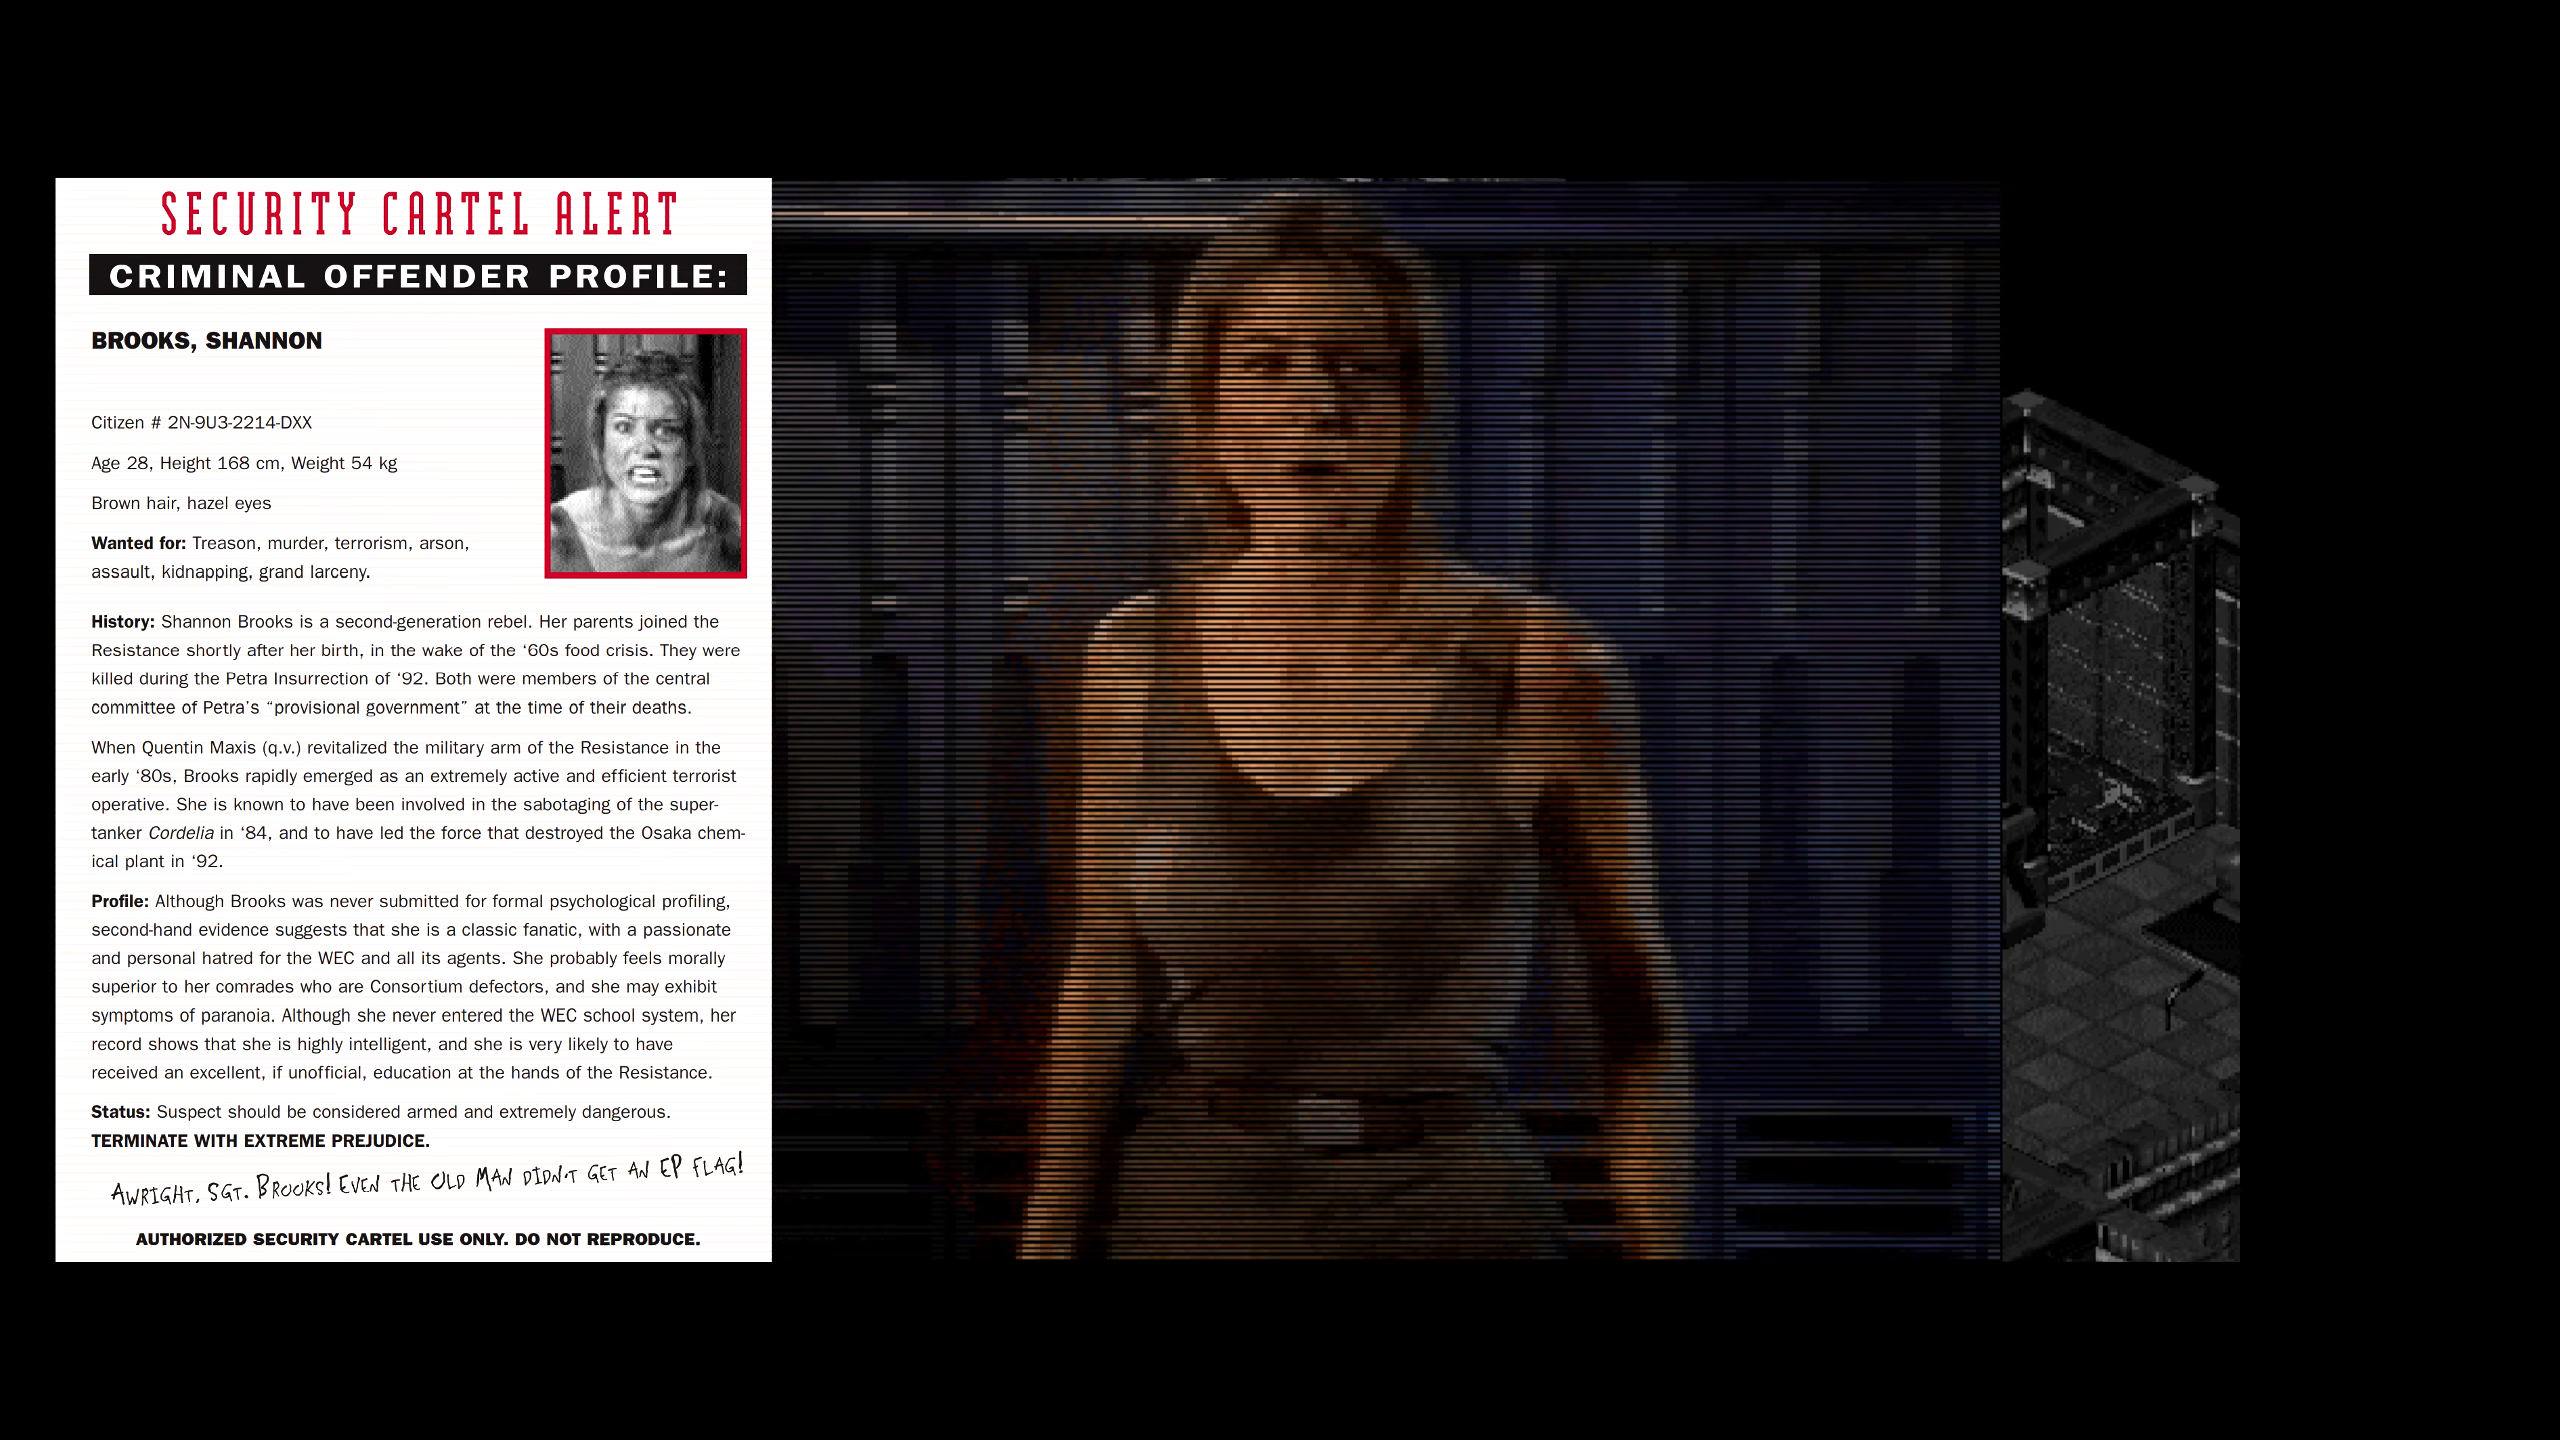 SECURITY CARTEL ALERT
CRIMINAL OFFENDER PROFILE:
BROOKS, SHANNON
Citizen # 2N-9U3-2214-DXX
Age 28, Height 168 cm, Weight 54 kg
Brown hair, hazel eyes
Wanted for: Treason, murder, terrorism, arson,
assault, kidnapping, grand larceny.
History: Shannon Brooks is a second-generation rebel. Her parents joined the
Resistance shortly after her birth, in the wake of the ‘60s food crisis. They were
killed during the Petra Insurrection of ‘92. Both were members of the central
committee of Petra’s “provisional government” at the time of their deaths.
When Quentin Maxis (q.v.) revitalized the military arm of the Resistance in the
early ‘80s, Brooks rapidly emerged as an extremely active and efficient terrorist
operative. She is known to have been involved in the sabotaging of the super-
tanker Cordelia in ‘84, and to have led the force that destroyed the Osaka chem-
ical plant in ‘92.
Profile: Although Brooks was never submitted for formal psychological profiling,
second-hand evidence suggests that she is a classic fanatic, with a passionate
and personal hatred for the WEC and all its agents. She probably feels morally
superior to her comrades who are Consortium defectors, and she may exhibit
symptoms of paranoia. Although she never entered the WEC school system, her
record shows that she is highly intelligent, and she is very likely to have
received an excellent, if unofficial, education at the hands of the Resistance.
Status: Suspect should be considered armed and extremely dangerous.
TERMINATE WITH EXTREME PREJUDICE.
AWRIGHT, SGT. BROOKS! EVEN THE OLD MAN DIDN'T GET AN EP FLAG!
AUTHORIZED SECURITY CARTEL USE ONLY. DO NOT REPRODUCE.